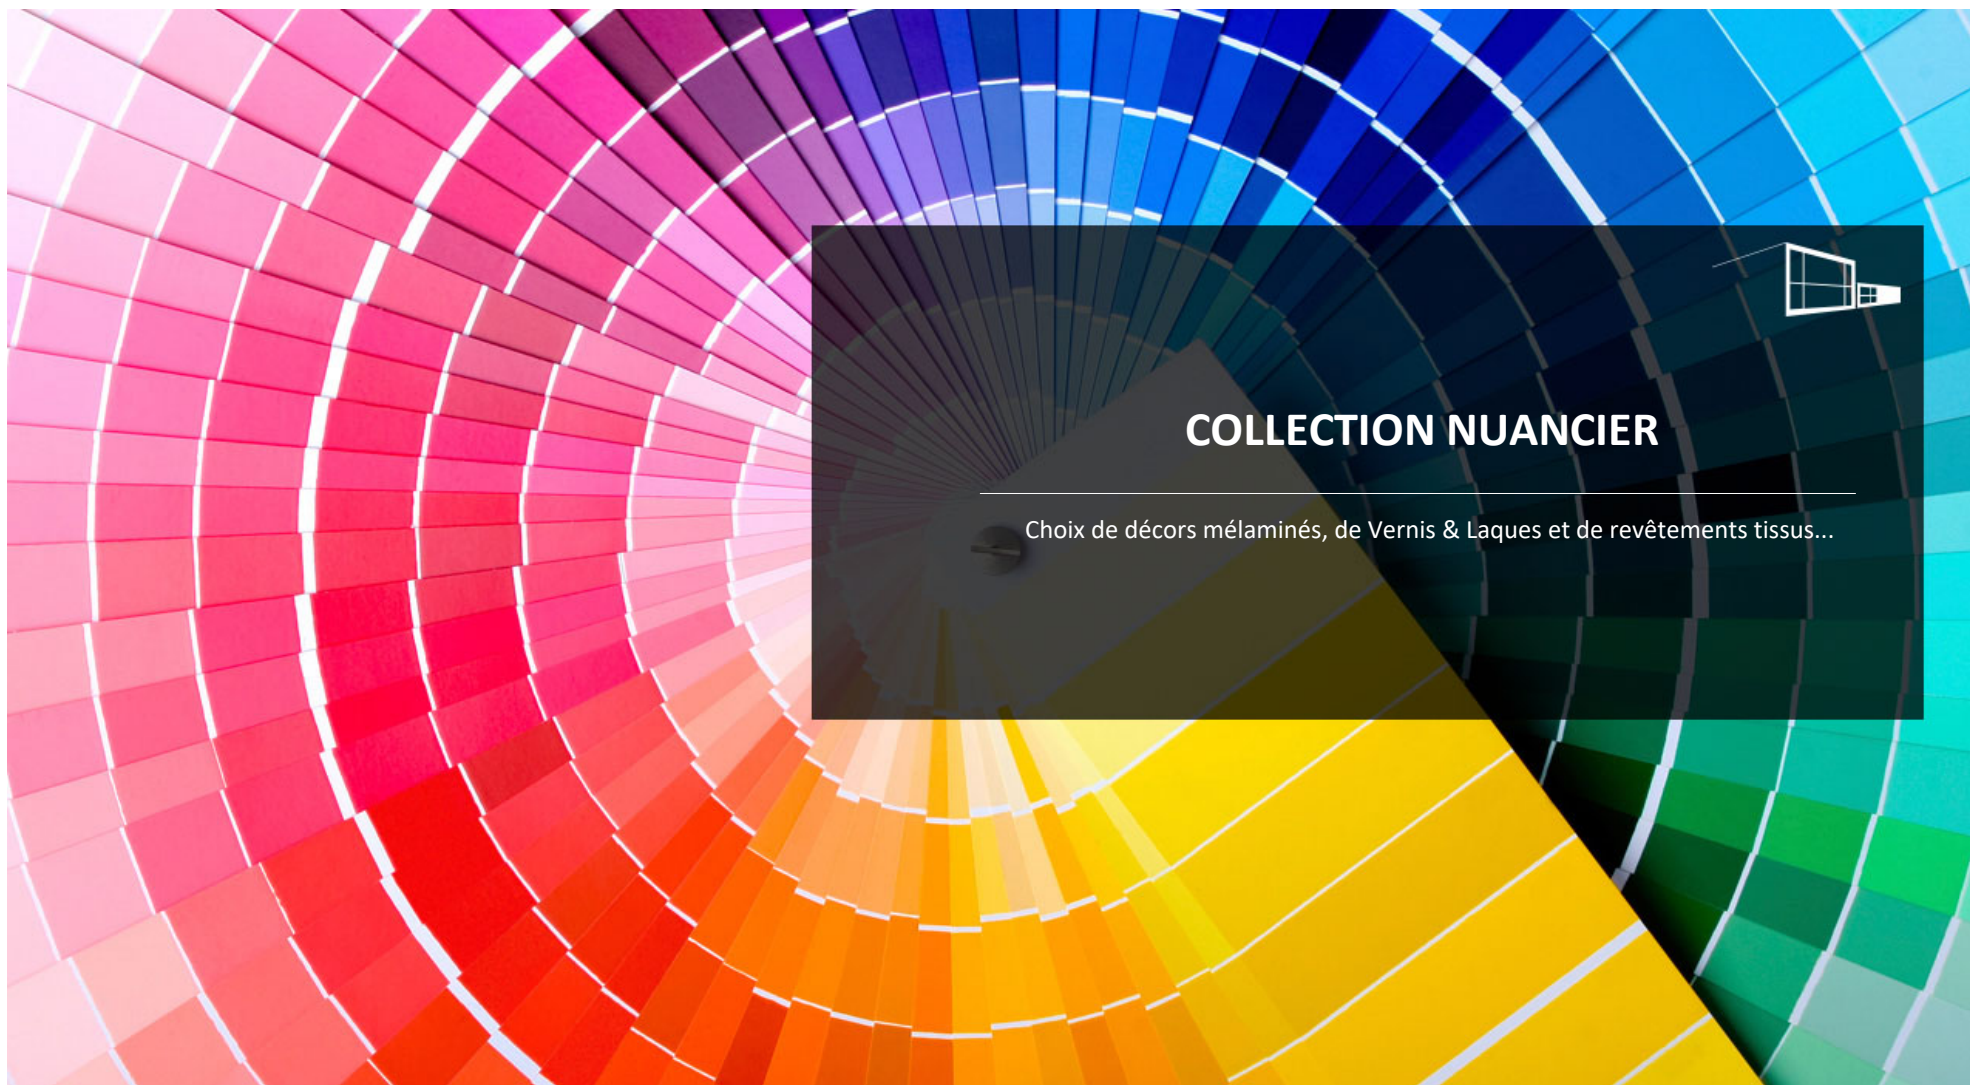 COLLECTION NUANCIER
Choix de décors mélaminés, de Vernis & Laques et de revêtements tissus...